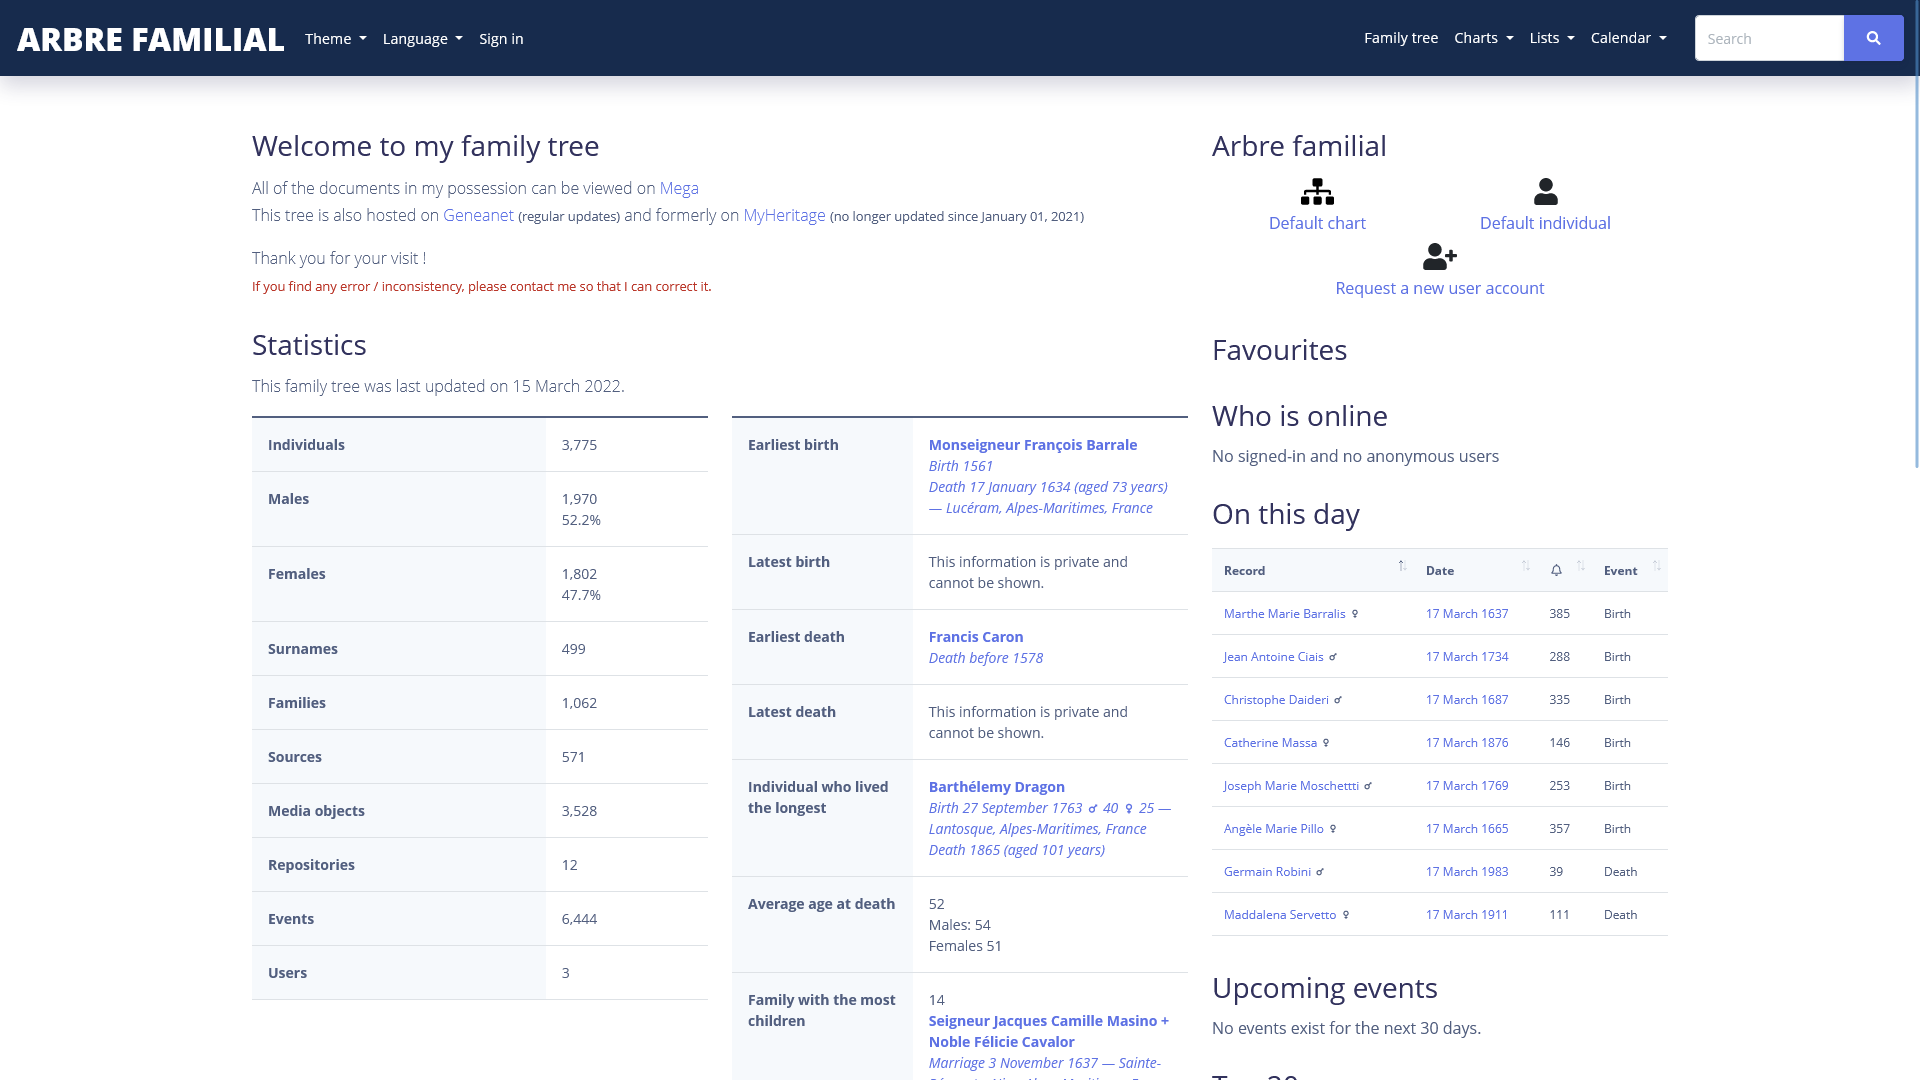 ARBRE FAMILIAL
Theme
Language
Sign in
Family tree
Charts
Lists
Calendar
Search
Welcome to my family tree
All of the documents in my possession can be viewed on Mega
This tree is also hosted on Geneanet (regular updates) and formerly on MyHeritage (no longer updated since January 01, 2021)
Thank you for your visit !
If you find any error / inconsistency, please contact me so that I can correct it.
Statistics
This family tree was last updated on 15 March 2022.
Individuals 3,775
Males 1,970
52.2%
Females 1,802
47.7%
Surnames 499
Families 1,062
Sources 571
Media objects 3,528
Repositories 12
Events 6,444
Users 3
Earliest birth Monseigneur François Barrale
Birth 1561
Death 17 January 1634 (aged 73 years)
— Lucéram, Alpes-Maritimes, France
Latest birth This information is private and
cannot be shown.
Earliest death Francis Caron
Death before 1578
Latest death This information is private and
cannot be shown.
Individual who lived
the longest
Barthélemy Dragon
Birth 27 September 1763 ♂ 40 ♀ 25 —
Lantosque, Alpes-Maritimes, France
Death 1865 (aged 101 years)
Average age at death 52
Males: 54
Females 51
Family with the most
children
14
Seigneur Jacques Camille Masino +
Noble Félicie Cavalor
Marriage 3 November 1637 — Sainte-
Arbre familial
Default chart
Default individual
Request a new user account
Favourites
Who is online
No signed-in and no anonymous users
On this day
Record Date Event
Marthe Marie Barralis ♀ 17 March 1637 385 Birth
Jean Antoine Ciais ♂ 17 March 1734 288 Birth
Christophe Daideri ♂ 17 March 1687 335 Birth
Catherine Massa ♀ 17 March 1876 146 Birth
Joseph Marie Moschettti ♂ 17 March 1769 253 Birth
Angèle Marie Pillo ♀ 17 March 1665 357 Birth
Germain Robini ♂ 17 March 1983 39 Death
Maddalena Servetto ♀ 17 March 1911 111 Death
Upcoming events
No events exist for the next 30 days.